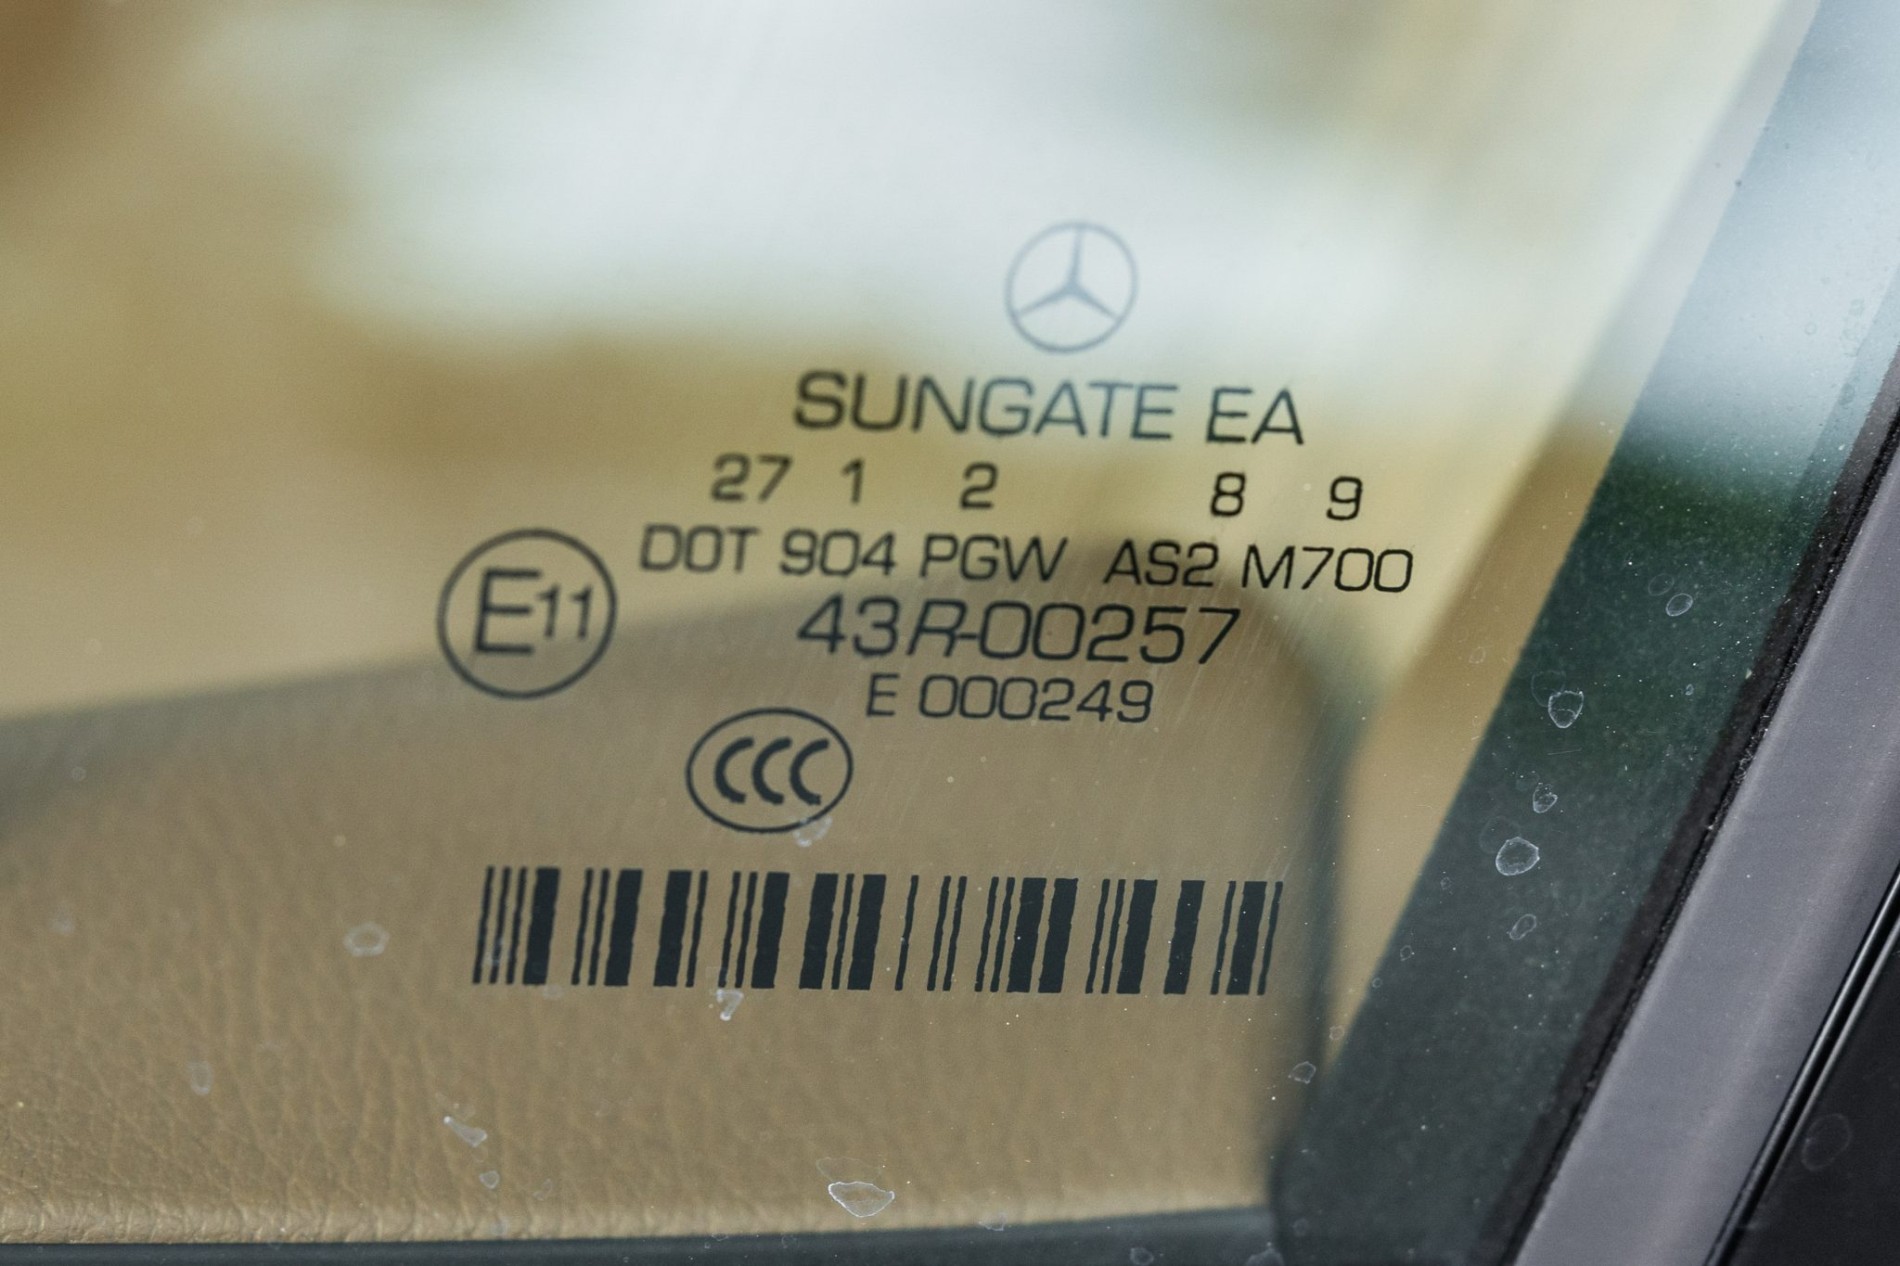 SUNGATE EA
27 1 2 8 9
DOT 904 PGW AS2 M700
E11
43R-00257
E 000249
CCC